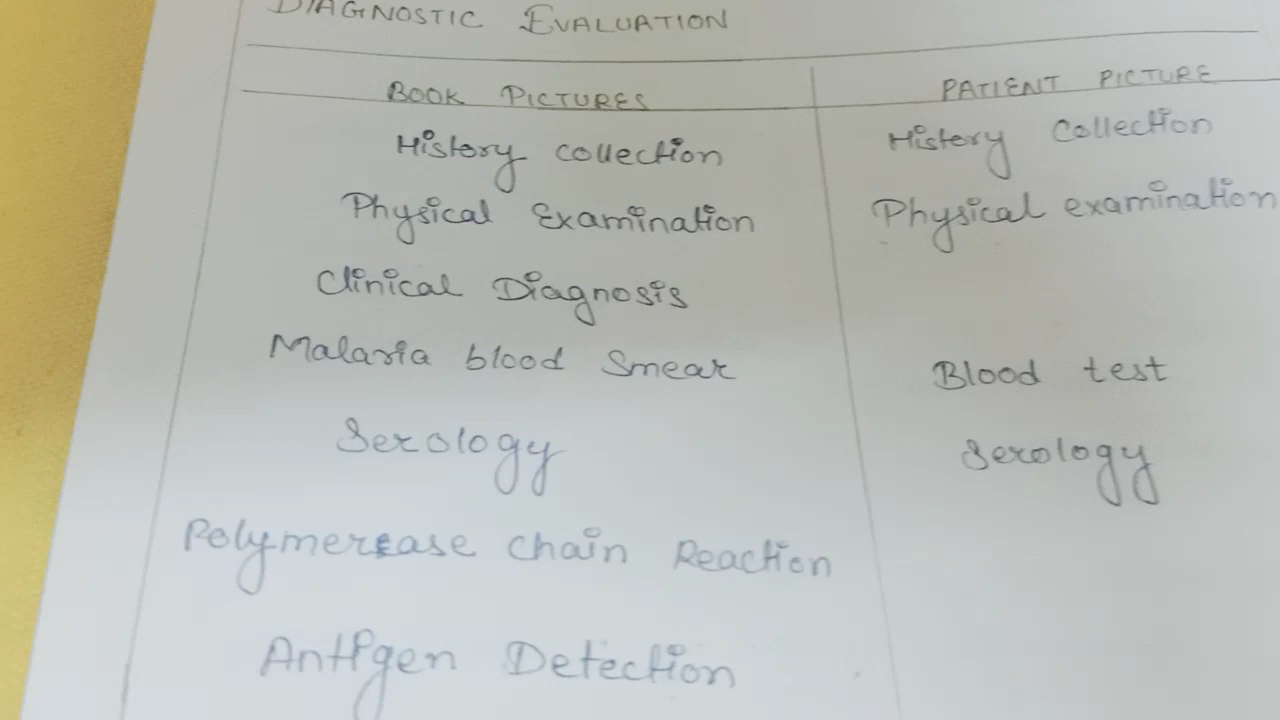 DIAGNOSTIC EVALUATION
BOOK PICTURES PATIENT PICTURE
History collection History Collection
Physical Examination Physical examination
Clinical Diagnosis
Malaria blood Smear Blood test
Serology Serology
Polymerease chain Reaction
Antigen Detection